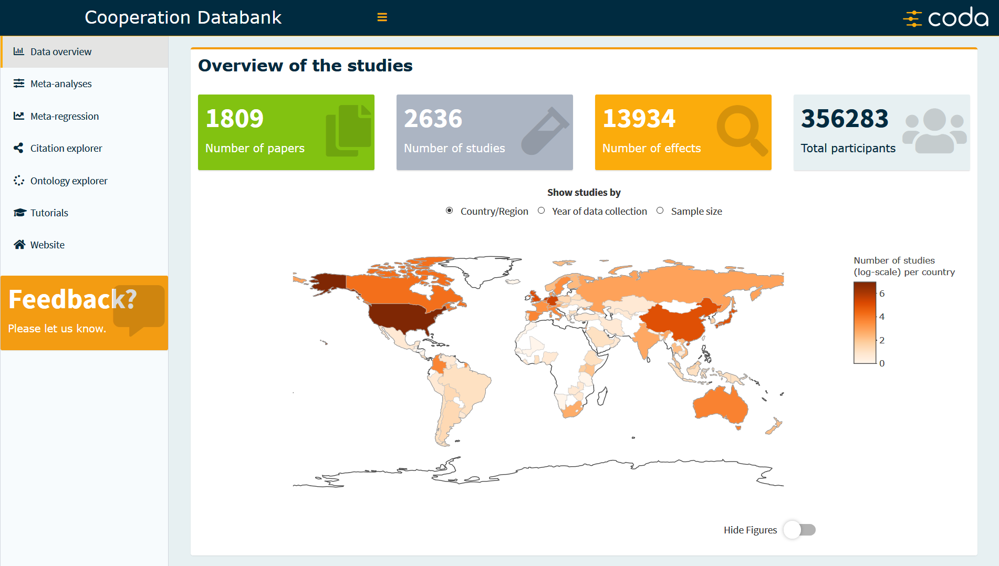 Cooperation Databank
coda
Data overview
Meta-analyses
Meta-regression
Citation explorer
Ontology explorer
Tutorials
Website
Feedback?
Please let us know.
Overview of the studies
1809
Number of papers
2636
Number of studies
13934
Number of effects
356283
Total participants
Show studies by
Country/Region
Year of data collection
Sample size
Number of studies
(log-scale) per country
6
4
2
0
Hide Figures